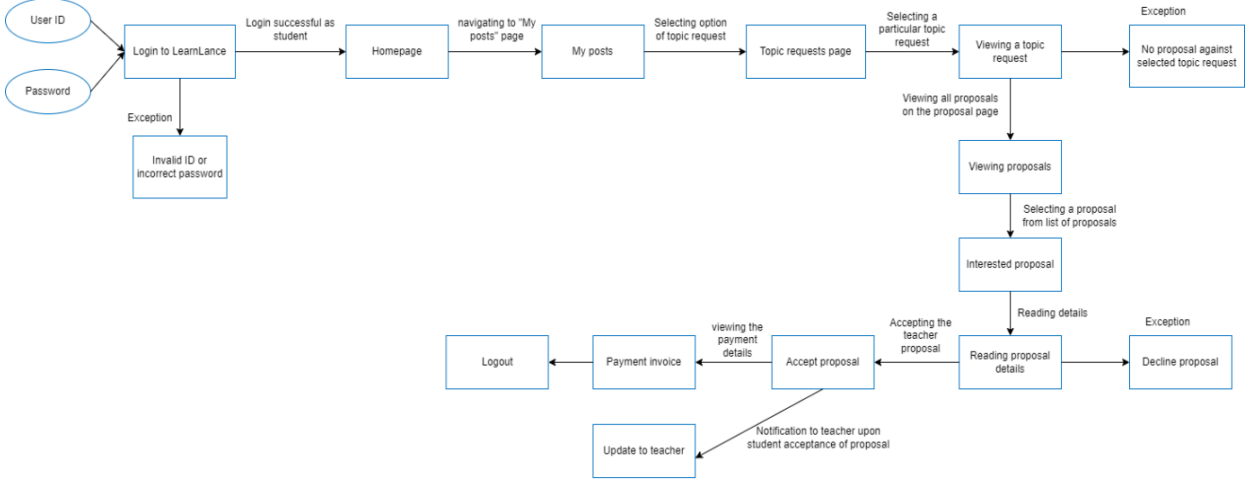 User ID
Password
Login to LearnLance
Login successful as
student
Exception
Invalid ID or
incorrect password
Homepage
navigating to "My
posts" page
My posts
Selecting option
of topic request
Topic requests page
Selecting a
particular topic
request
Viewing a topic
request
Exception
No proposal against
selected topic request
Viewing all proposals
on the proposal page
Viewing proposals
Selecting a proposal
from list of proposals
Interested proposal
Reading details
Reading proposal
details
Exception
Decline proposal
Accepting the
teacher
proposal
Accept proposal
viewing the
payment
details
Payment invoice
Logout
Notification to teacher upon
student acceptance of proposal
Update to teacher